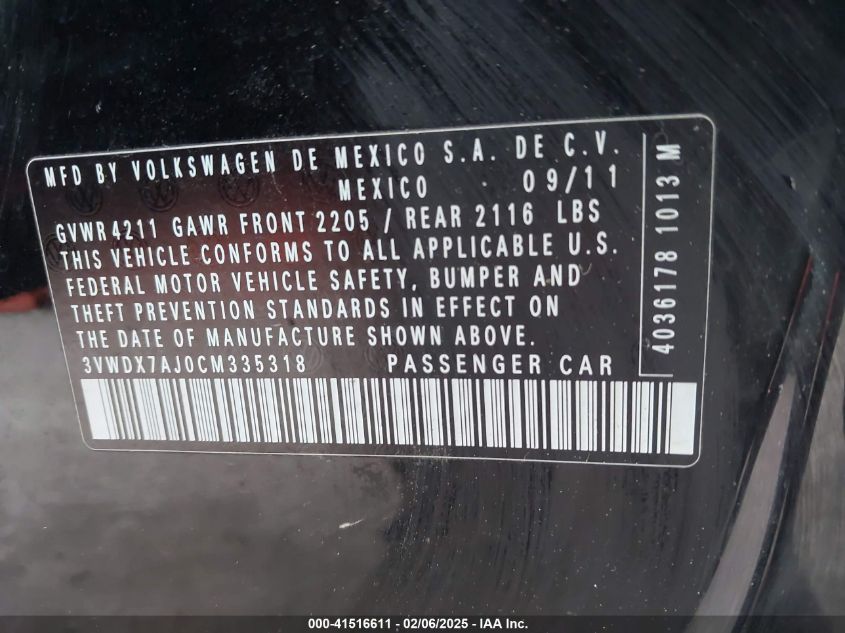 MFD BY VOLKSWAGEN DE MEXICO S.A. DE C.V.
MEXICO 09/11
GVWR 4211 GAWR FRONT 2205 / REAR 2116 LBS
THIS VEHICLE CONFORMS TO ALL APPLICABLE U.S.
FEDERAL MOTOR VEHICLE SAFETY, BUMPER AND
THEFT PREVENTION STANDARDS IN EFFECT ON
THE DATE OF MANUFACTURE SHOWN ABOVE.
3VWDX7AJ0CM335318 PASSENGER CAR
4036178 1013 M
000-41516611 - 02/06/2025 - IAA Inc.